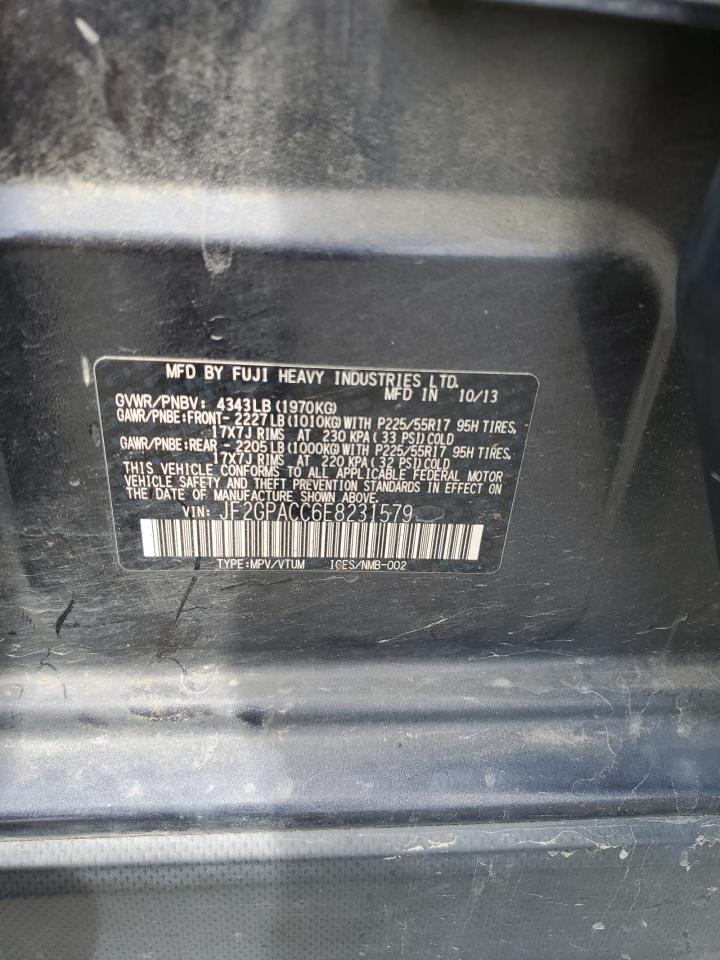 MFD BY FUJI HEAVY INDUSTRIES LTD.
MFD IN 10/13
GVWR/PNBV: 4343LB(1970KG)
GAWR/PNBE:FRONT- 2227LB(1010KG)WITH P225/55R17 95H TIRES,
17X7J RIMS AT 230 KPA(33 PSI)COLD
GAWR/PNBE:REAR - 2205LB(1000KG)WITH P225/55R17 95H TIRES,
17X7J RIMS AT 220 KPA(32 PSI)COLD
THIS VEHICLE CONFORMS TO ALL APPLICABLE FEDERAL MOTOR
VEHICLE SAFETY AND THEFT PREVENTION STANDARDS IN EFFECT ON
THE DATE OF MANUFACTURE SHOWN ABOVE.
VIN: JF2GPACC6E8231579
TYPE:MPV/VTUM ICES/NMB-002